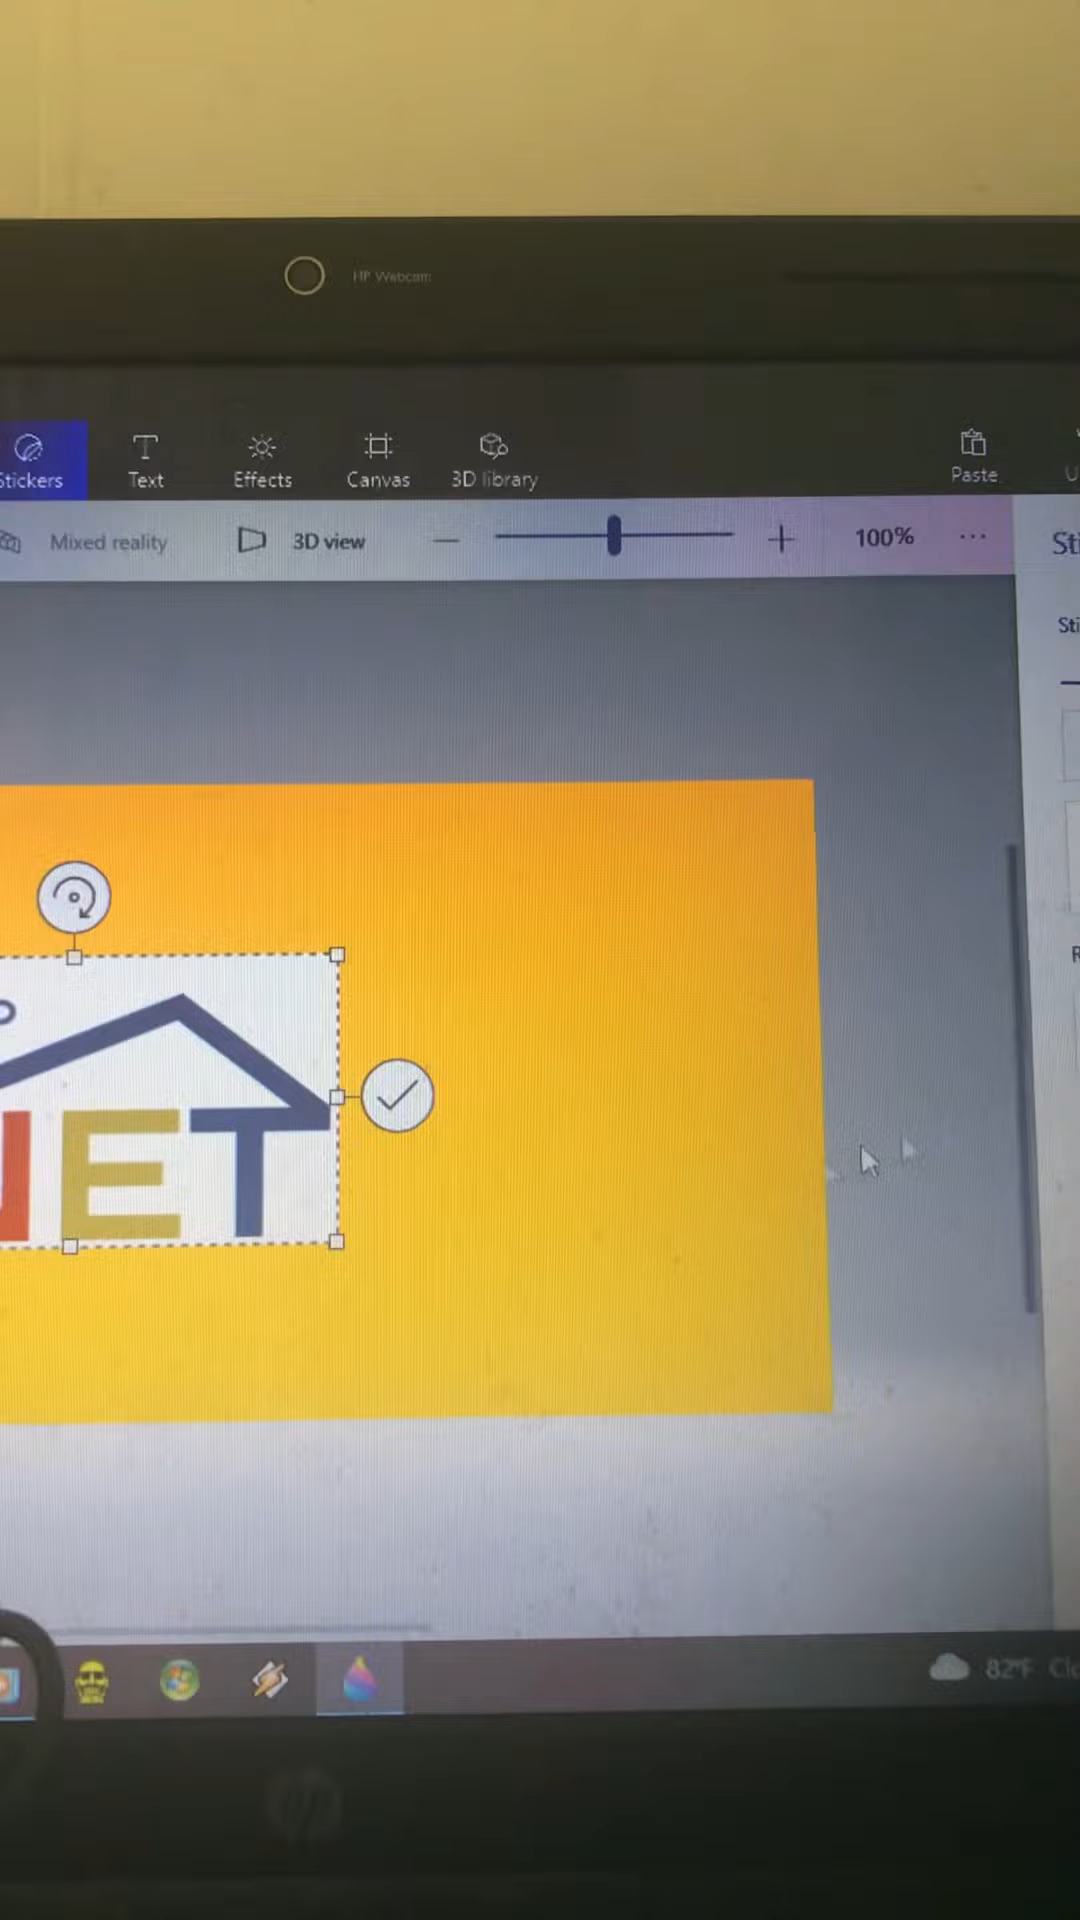 HP Webcam
Stickers
Text
Effects
Canvas
3D library
Paste
Mixed reality
3D view
100%
ET
82°F